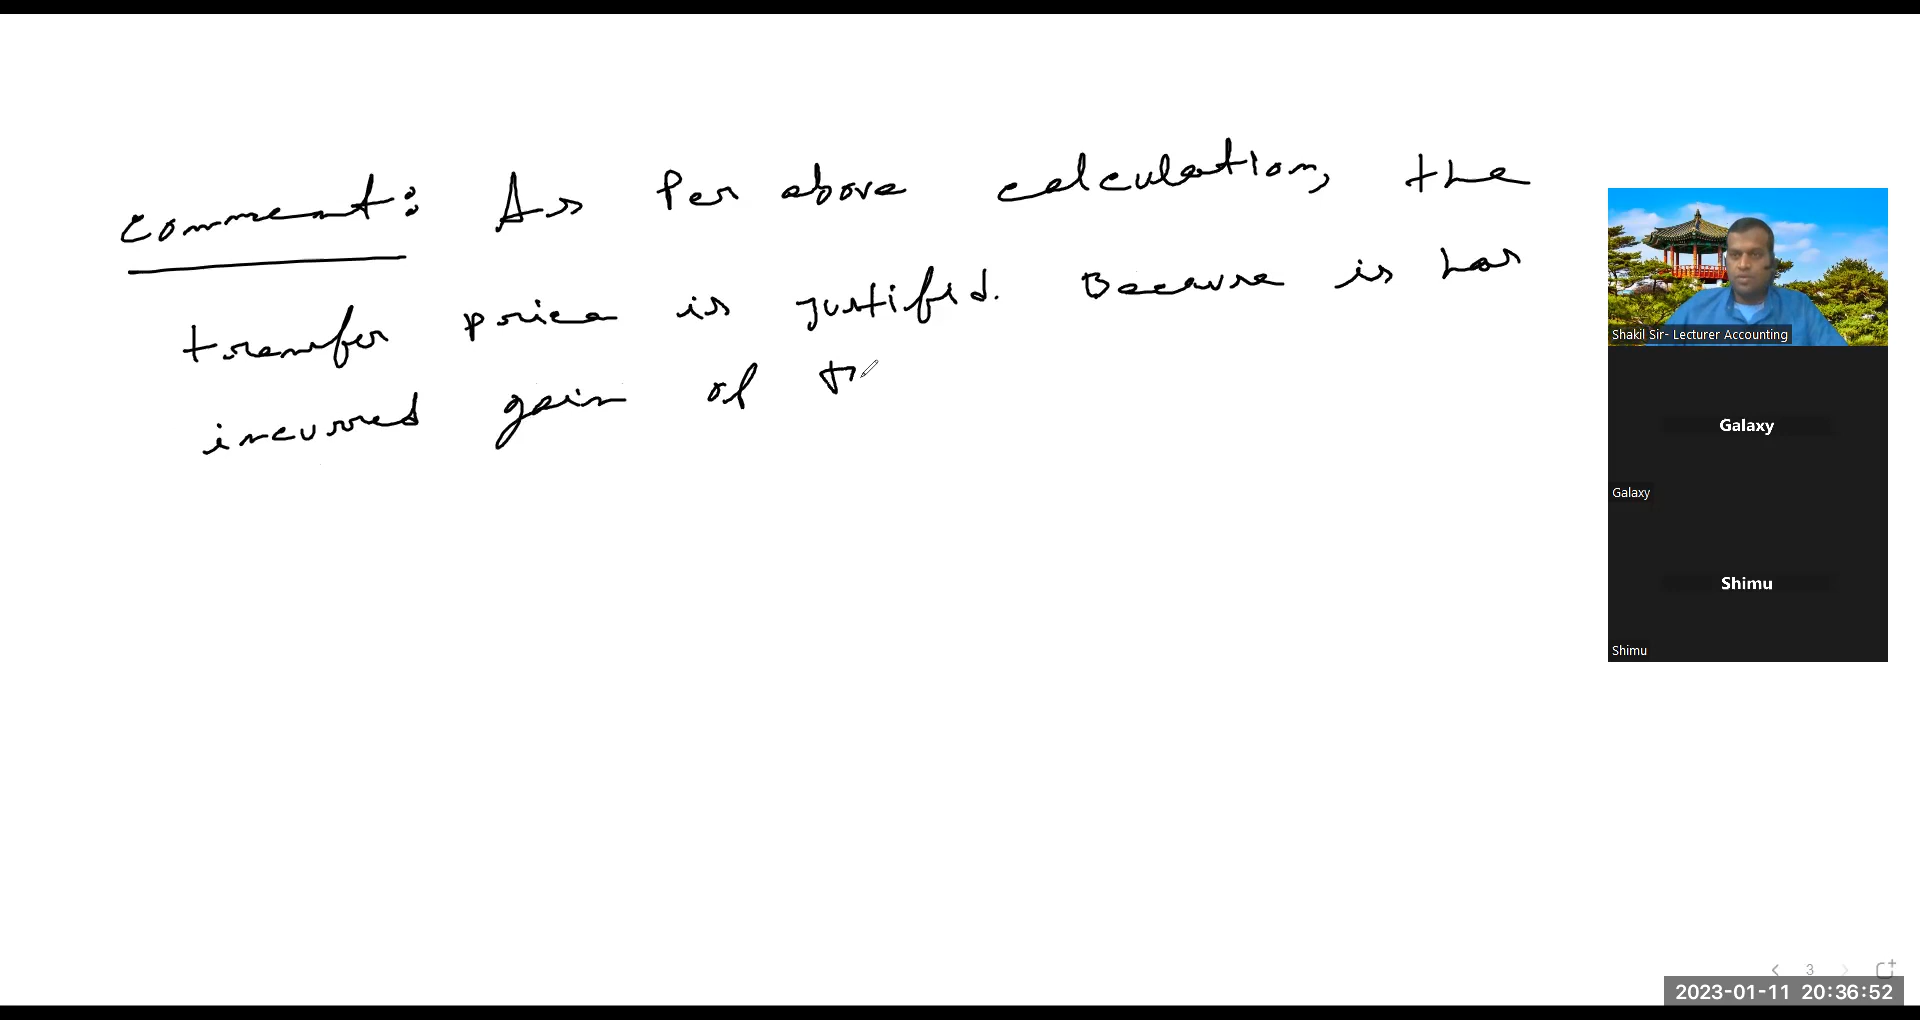 Comment: As Per above calculation, the
transfer price is justified. Because is has
incurred gain of
Shakil Sir- Lecturer Accounting
Galaxy
Galaxy
Shimu
Shimu
3
2023-01-11 20:36:52